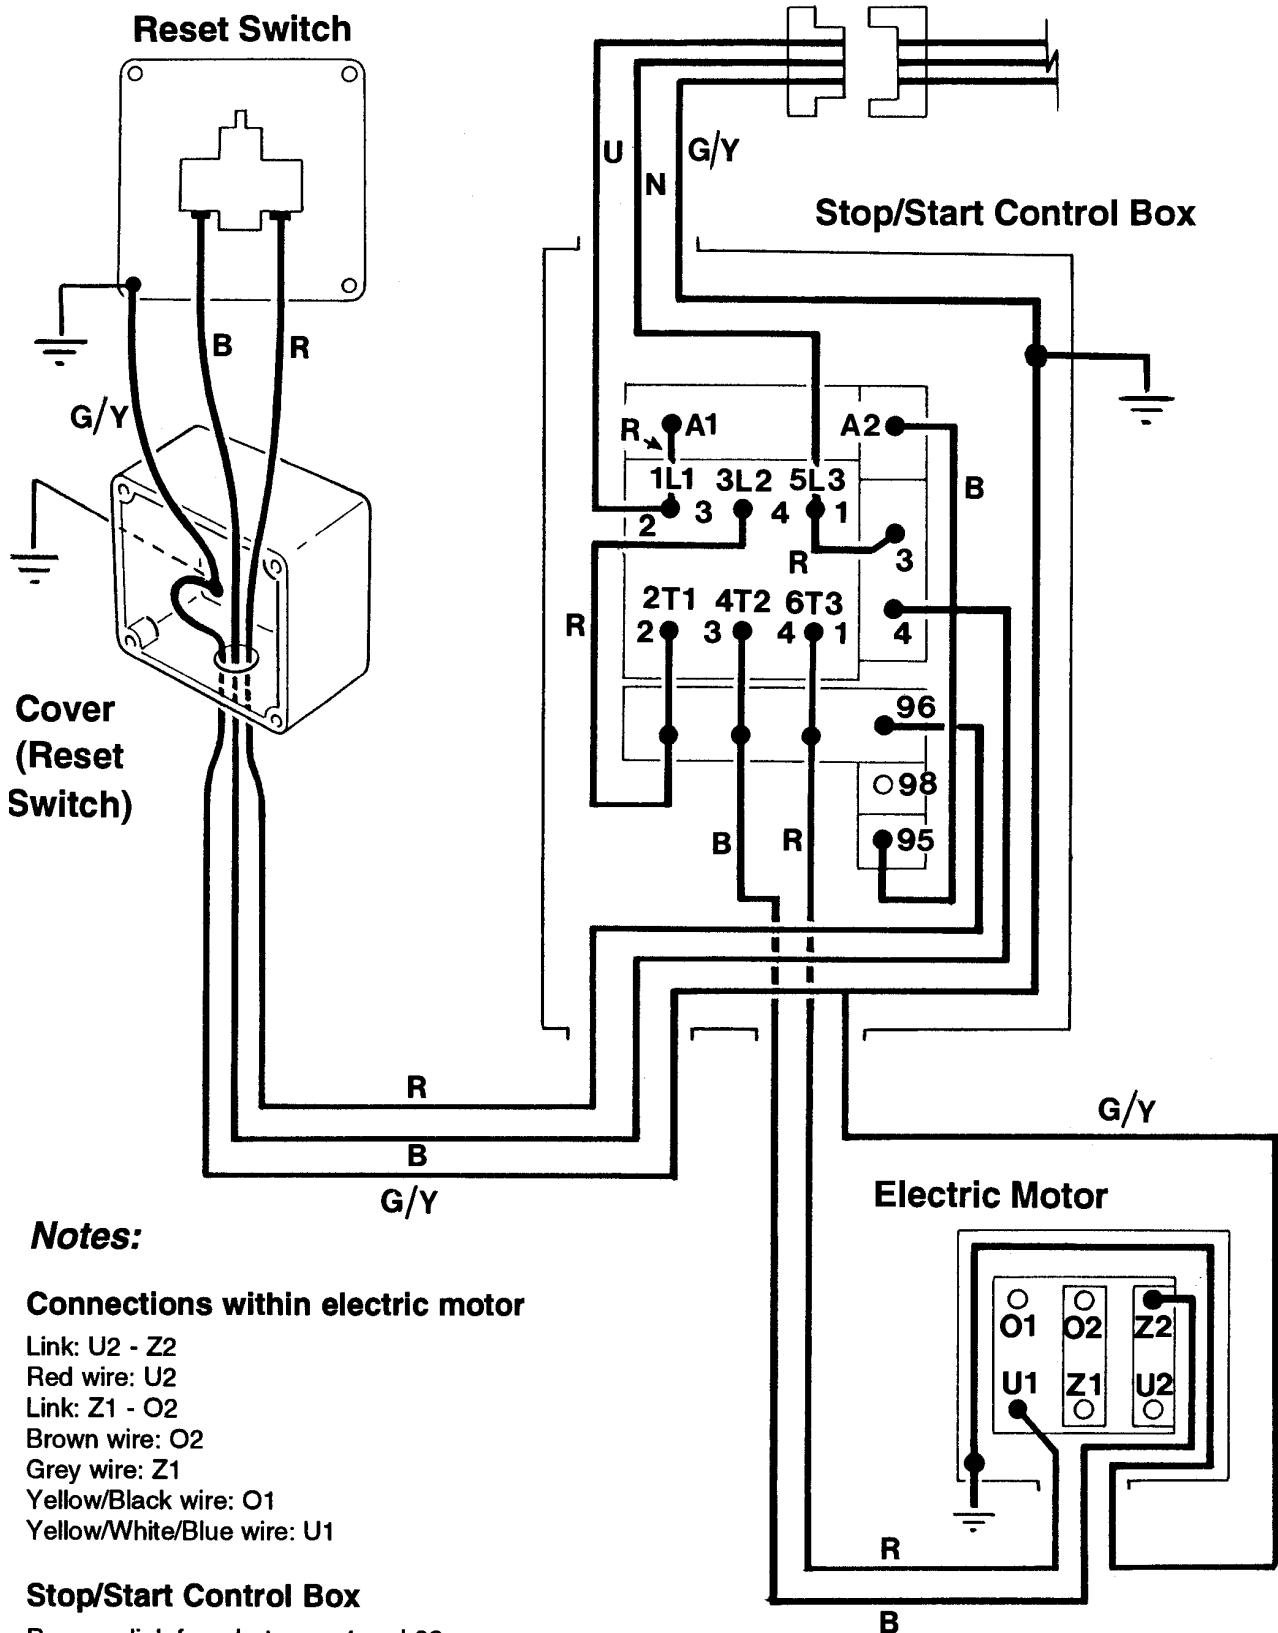 Reset Switch
U
N
G/Y
Stop/Start Control Box
B
R
G/Y
R
A1
A2
1L1
3L2
5L3
B
2
3
4
1
R
3
2T1
4T2
6T3
R
2
3
4
1
4
96
Cover
(Reset
Switch)
98
B
R
95
R
B
G/Y
G/Y
Electric Motor
O1
O2
Z2
U1
Z1
U2
R
B
Notes:
Connections within electric motor
Link: U2 - Z2
Red wire: U2
Link: Z1 - O2
Brown wire: O2
Grey wire: Z1
Yellow/Black wire: O1
Yellow/White/Blue wire: U1
Stop/Start Control Box